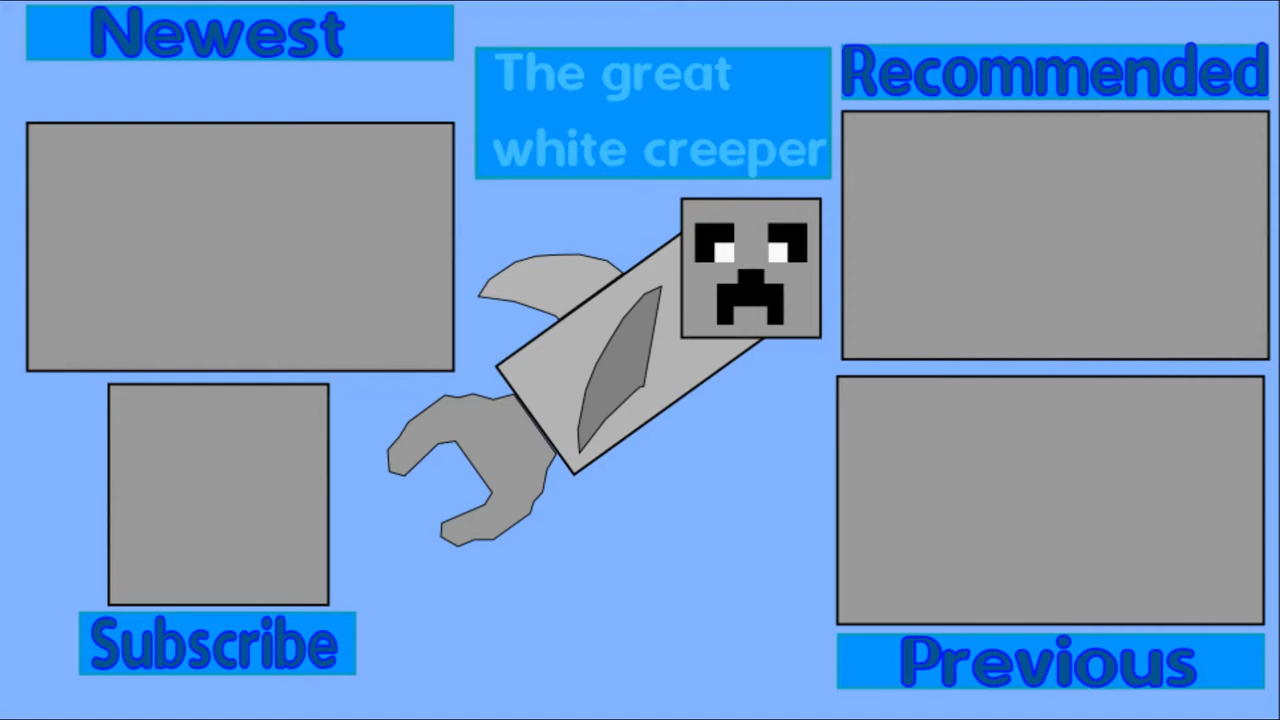 Newest
The great
white creeper
Recommended
Subscribe
Previous